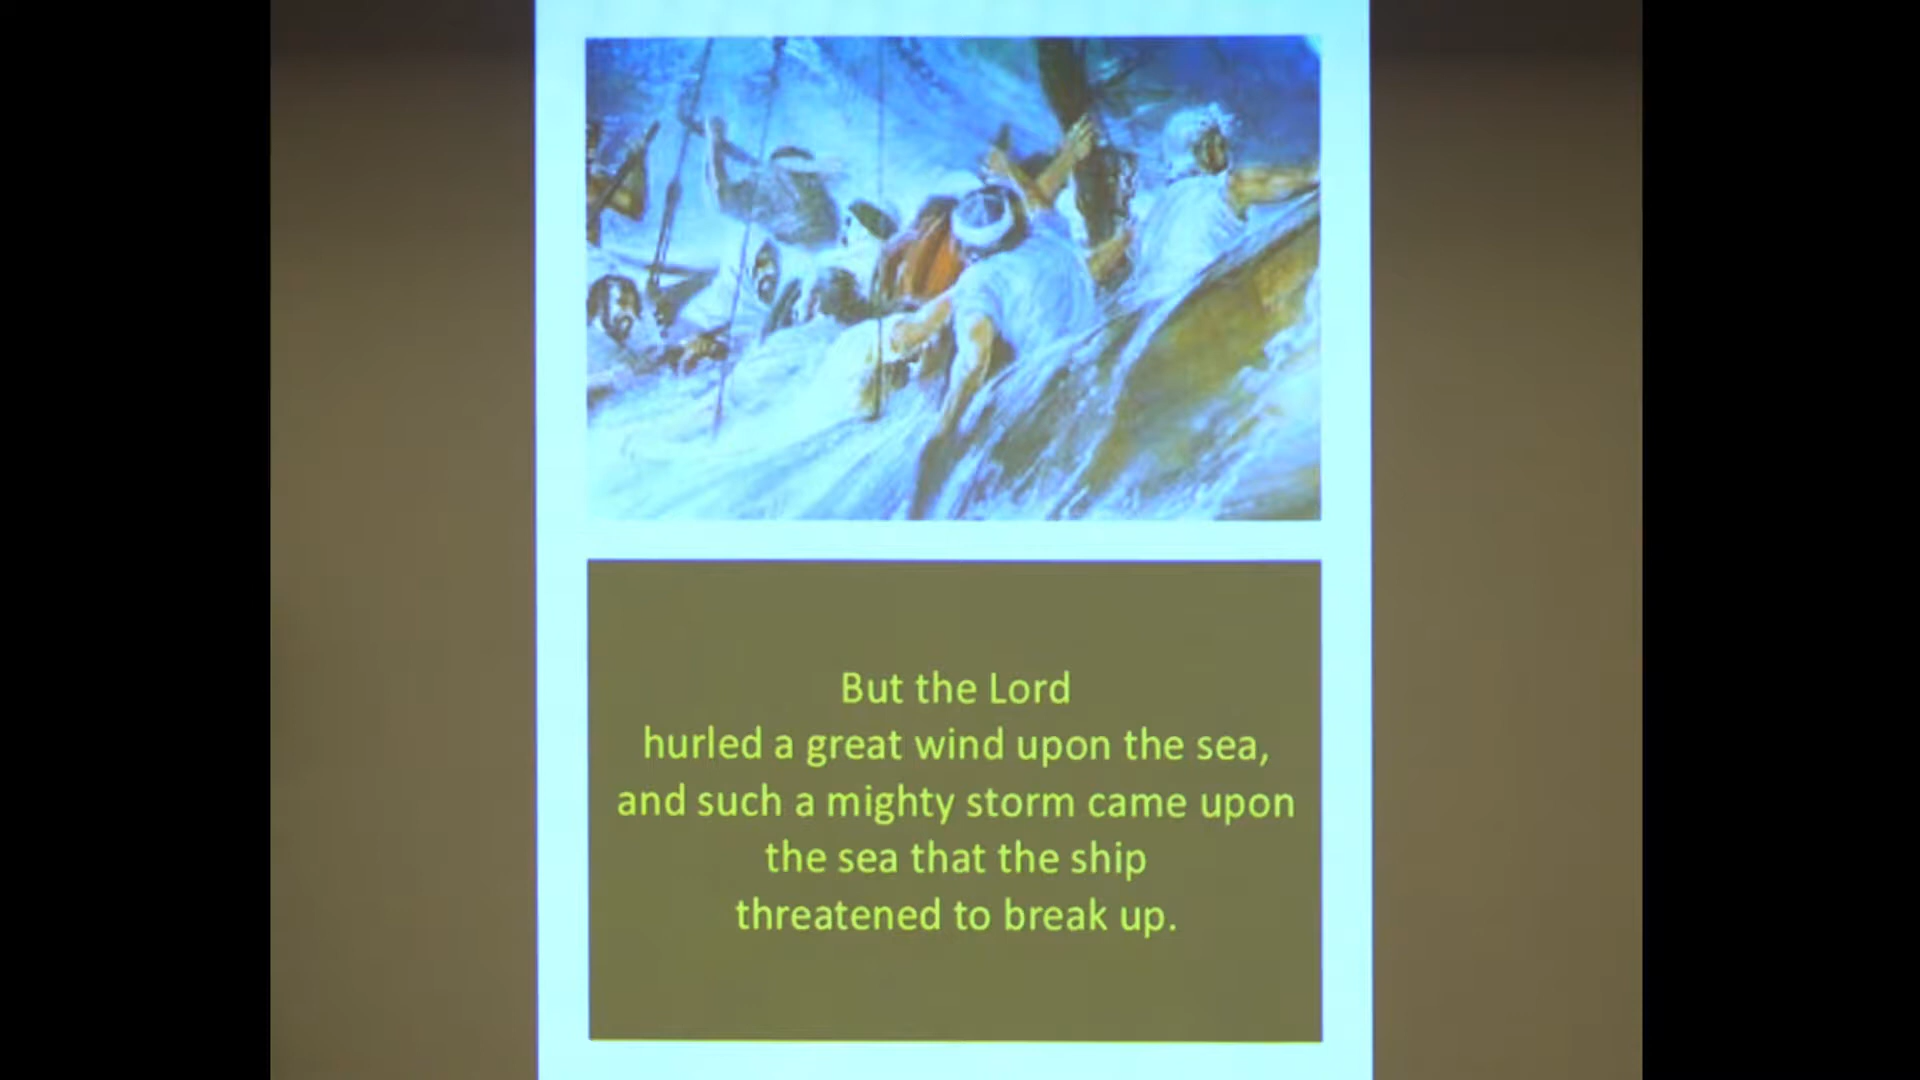 But the Lord
hurled a great wind upon the sea,
and such a mighty storm came upon
the sea that the ship
threatened to break up.